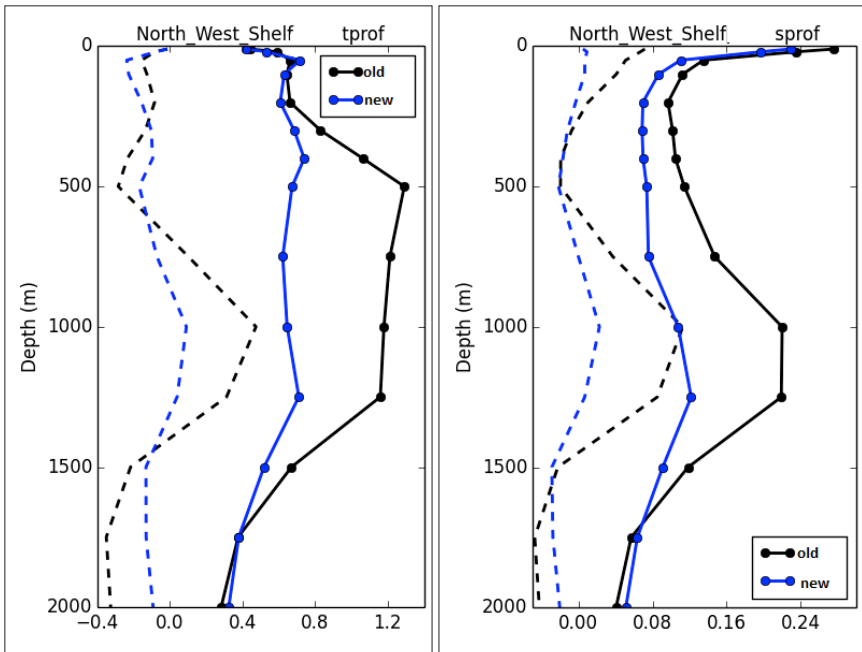 North_West_Shelf tprof
0
500
1000
1500
2000
Depth (m)
old
new
−0.4 0.0 0.4 0.8 1.2
North_West_Shelf. sprof
0
500
1000
1500
2000
Depth (m)
old
new
0.00 0.08 0.16 0.24